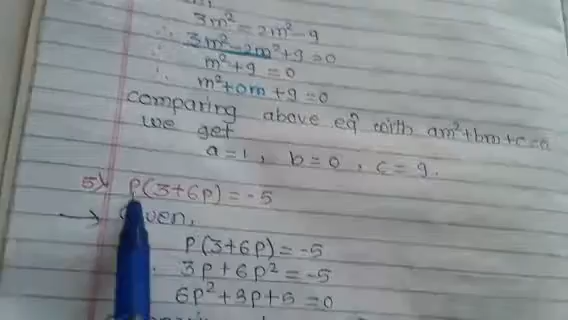 3m² = 2m² - 9
∴ 3m² - 2m² + 9 = 0
∴ m² + 9 = 0
∴ m² + 0m + 9 = 0
comparing above eq with am² + bm + c = 0
we get
a = 1, b = 0, c = 9.
5) P(3+6P) = -5
→ Given,
P(3+6P) = -5
3P + 6P² = -5
6P² + 3P + 5 = 0